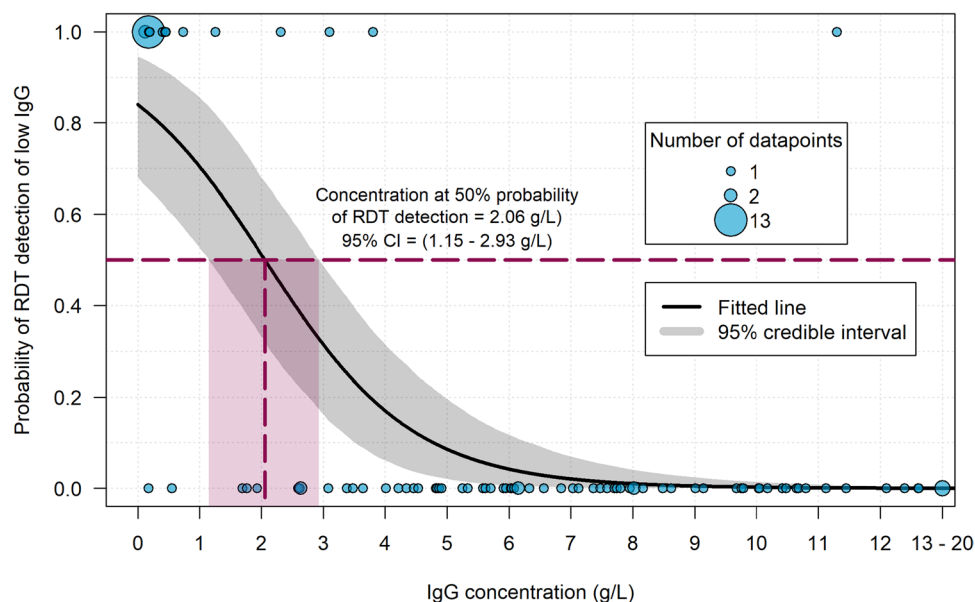 1.0
0.8
0.6
0.4
0.2
0.0
Probability of RDT detection of low IgG
Concentration at 50% probability
of RDT detection = 2.06 g/L)
95% CI = (1.15 - 2.93 g/L)
Number of datapoints
1
2
13
Fitted line
95% credible interval
0 1 2 3 4 5 6 7 8 9 10 11 12 13 - 20
IgG concentration (g/L)